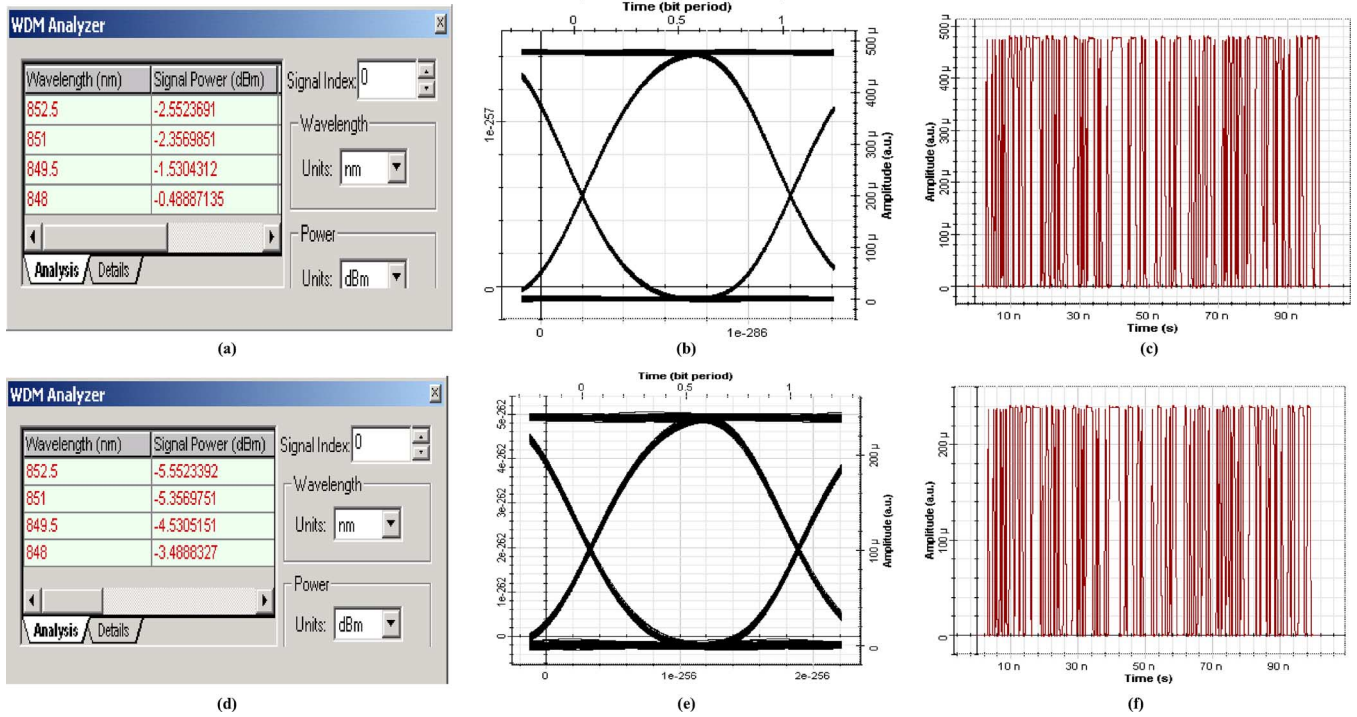 WDM Analyzer
Wavelength (nm) Signal Power (dBm)
852.5 -2.5523691
851 -2.3569851
849.5 -1.5304312
848 -0.48887135
Analysis Details
Signal Index: 0
Wavelength
Units: nm
Power
Units: dBm
(a)
Time (bit period)
0 0.5 1
1e-257
0
500 µ
400 µ
300 µ
200 µ
100 µ
0
Amplitude (a.u.)
0 1e-286
(b)
Amplitude (a.u.)
500 µ
400 µ
300 µ
200 µ
100 µ
0
10 n 30 n 50 n 70 n 90 n
Time (s)
(c)
WDM Analyzer
Wavelength (nm) Signal Power (dBm)
852.5 -5.5523392
851 -5.3569751
849.5 -4.5305151
848 -3.4888327
Analysis Details
Signal Index: 0
Wavelength
Units: nm
Power
Units: dBm
(d)
Time (bit period)
0 0.5 1
5e-262
4e-262
3e-262
2e-262
1e-262
0
200 µ
100 µ
0
Amplitude (a.u.)
0 1e-256 2e-256
(e)
Amplitude (a.u.)
200 µ
100 µ
0
10 n 30 n 50 n 70 n 90 n
Time (s)
(f)